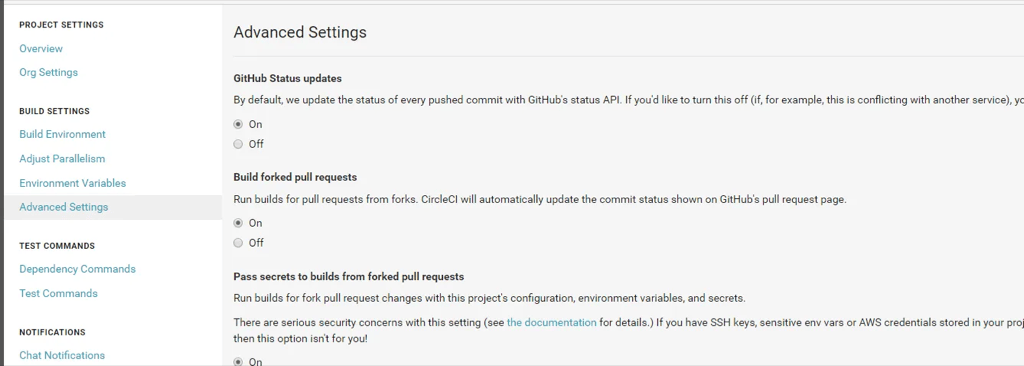 PROJECT SETTINGS
Overview
Org Settings
BUILD SETTINGS
Build Environment
Adjust Parallelism
Environment Variables
Advanced Settings
TEST COMMANDS
Dependency Commands
Test Commands
NOTIFICATIONS
Chat Notifications
Advanced Settings
GitHub Status updates
By default, we update the status of every pushed commit with GitHub's status API. If you'd like to turn this off (if, for example, this is conflicting with another service),
On
Off
Build forked pull requests
Run builds for pull requests from forks. CircleCI will automatically update the commit status shown on GitHub's pull request page.
On
Off
Pass secrets to builds from forked pull requests
Run builds for fork pull request changes with this project's configuration, environment variables, and secrets.
There are serious security concerns with this setting (see the documentation for details.) If you have SSH keys, sensitive env vars or AWS credentials stored in your
then this option isn't for you!
On